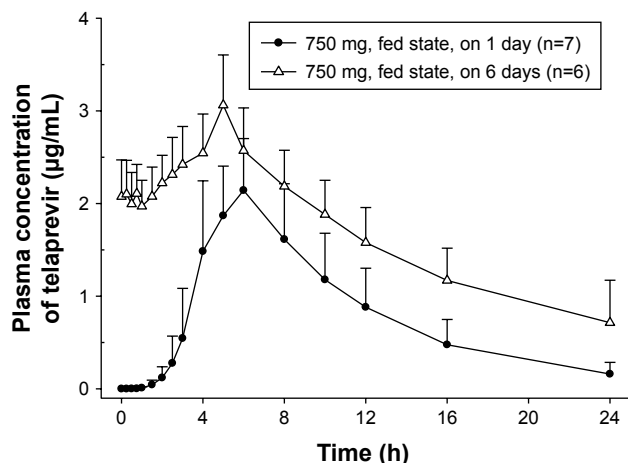 4
3
2
1
0
Plasma concentration
of telaprevir (µg/mL)
750 mg, fed state, on 1 day (n=7)
750 mg, fed state, on 6 days (n=6)
0 4 8 12 16 20 24
Time (h)